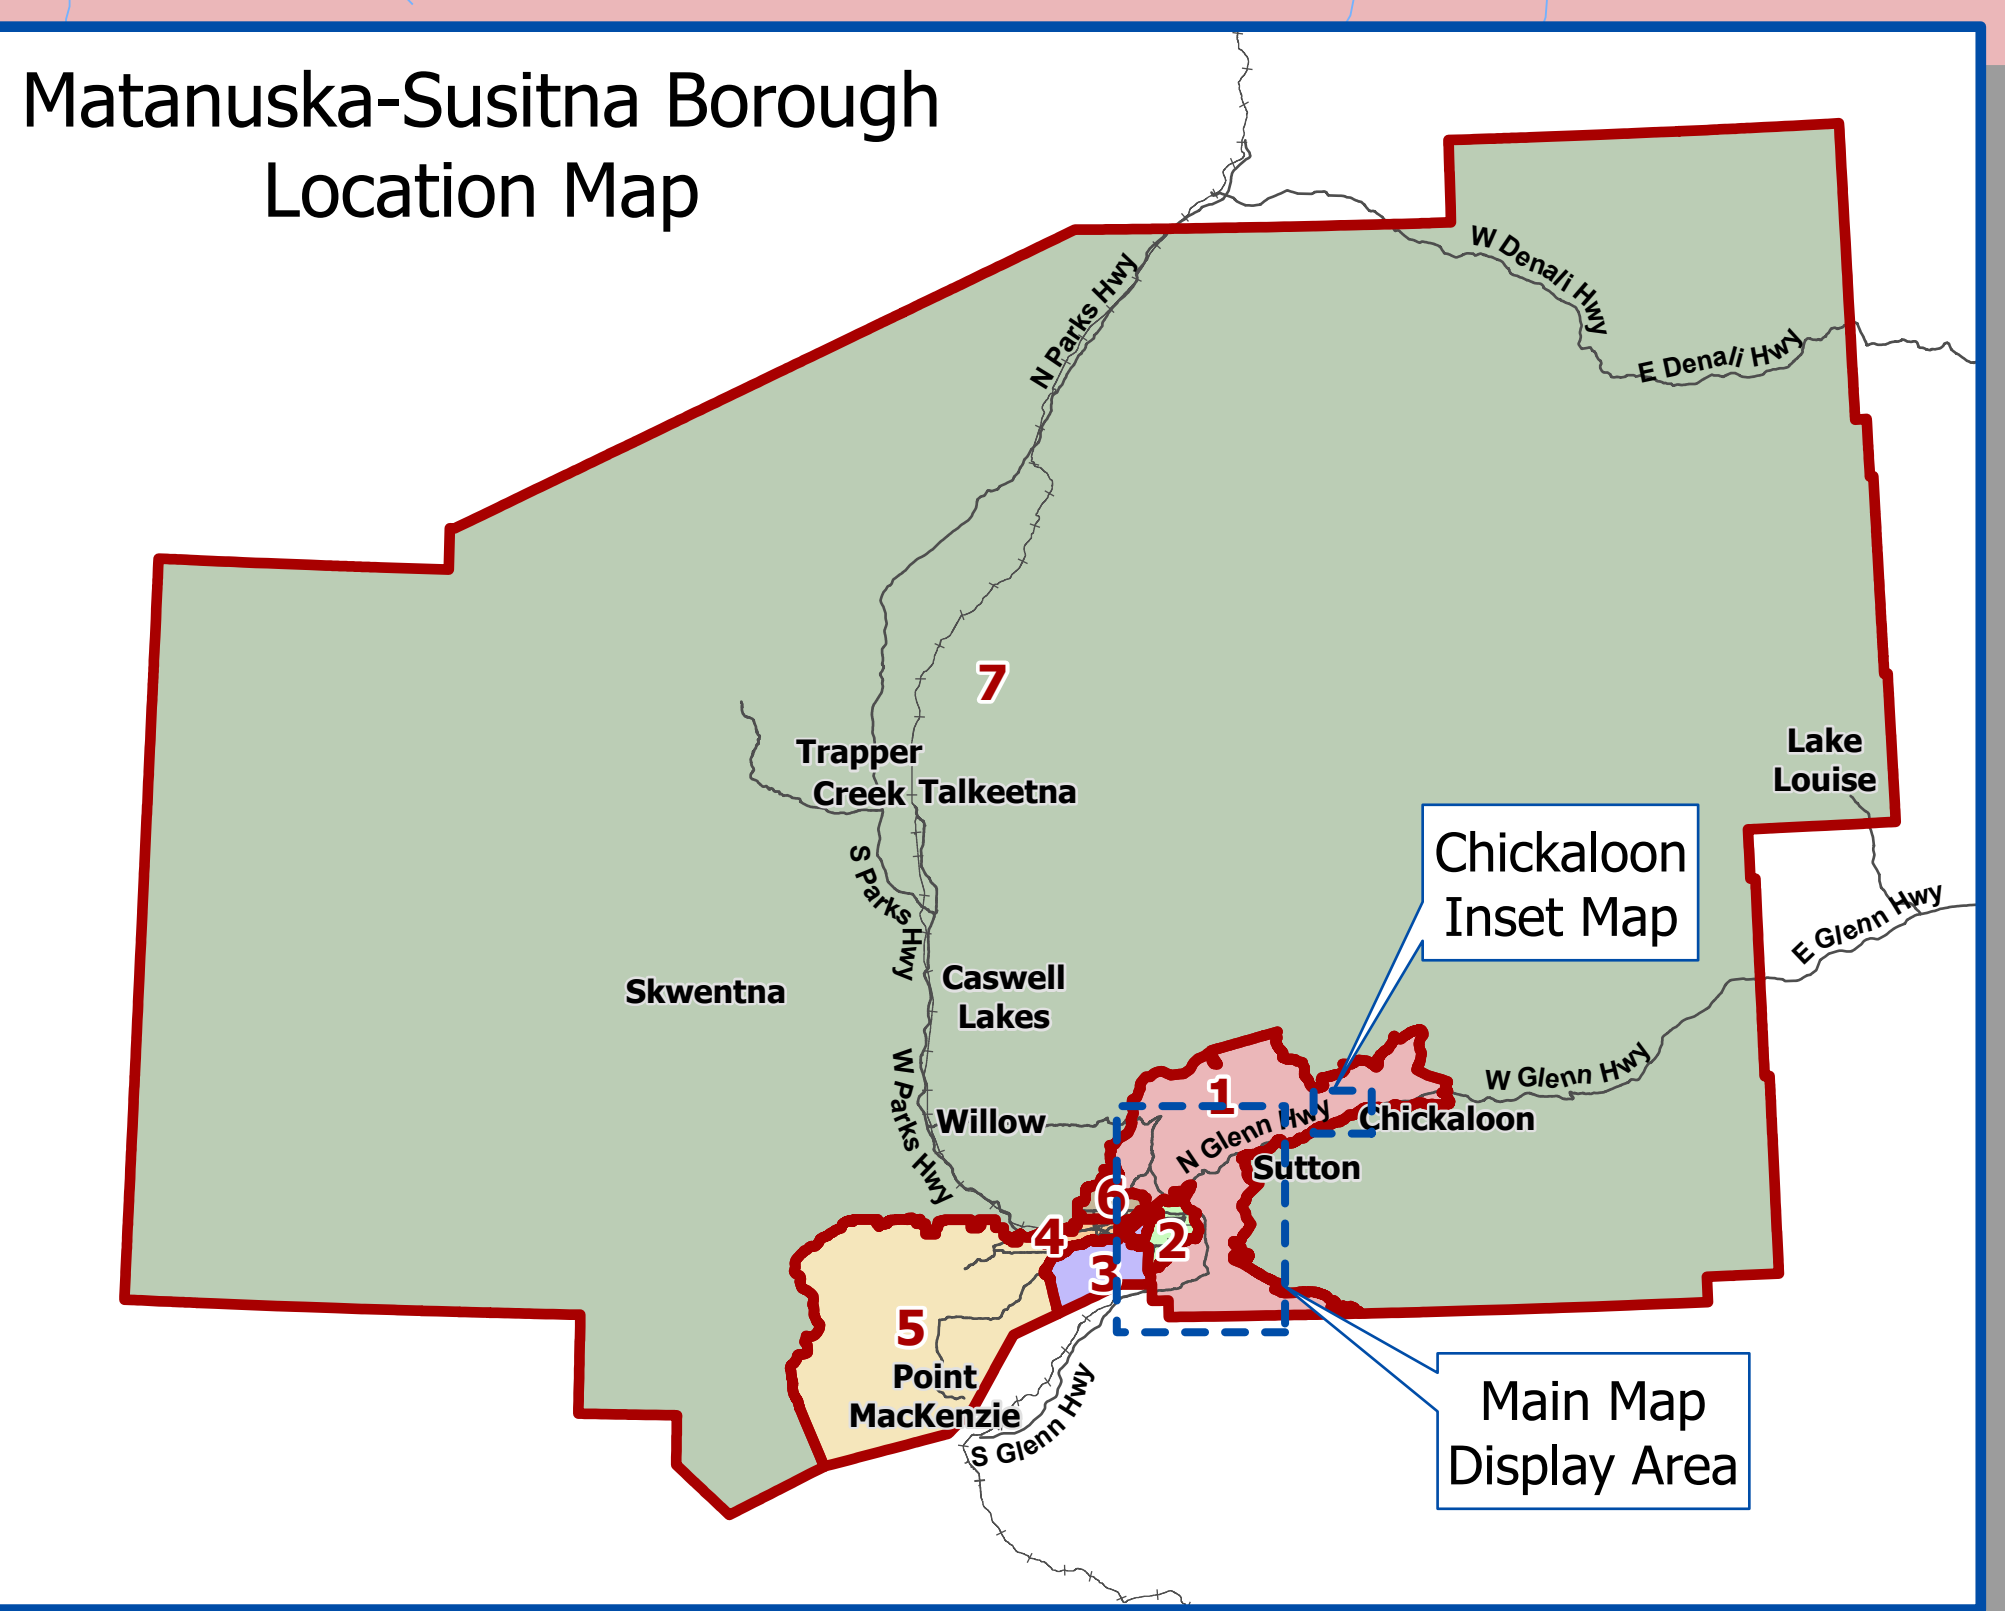 Matanuska-Susitna Borough
Location Map
N Parks Hwy
W Denali Hwy
E Denali Hwy
7
Trapper
Creek
Talkeetna
Lake
Louise
S Parks Hwy
Chickaloon
Inset Map
E Glenn Hwy
Skwentna
Caswell
Lakes
W Parks Hwy
Willow
1
N Glenn Hwy
W Glenn Hwy
Chickaloon
Sutton
6
4
2
3
5
Point
MacKenzie
S Glenn Hwy
Main Map
Display Area